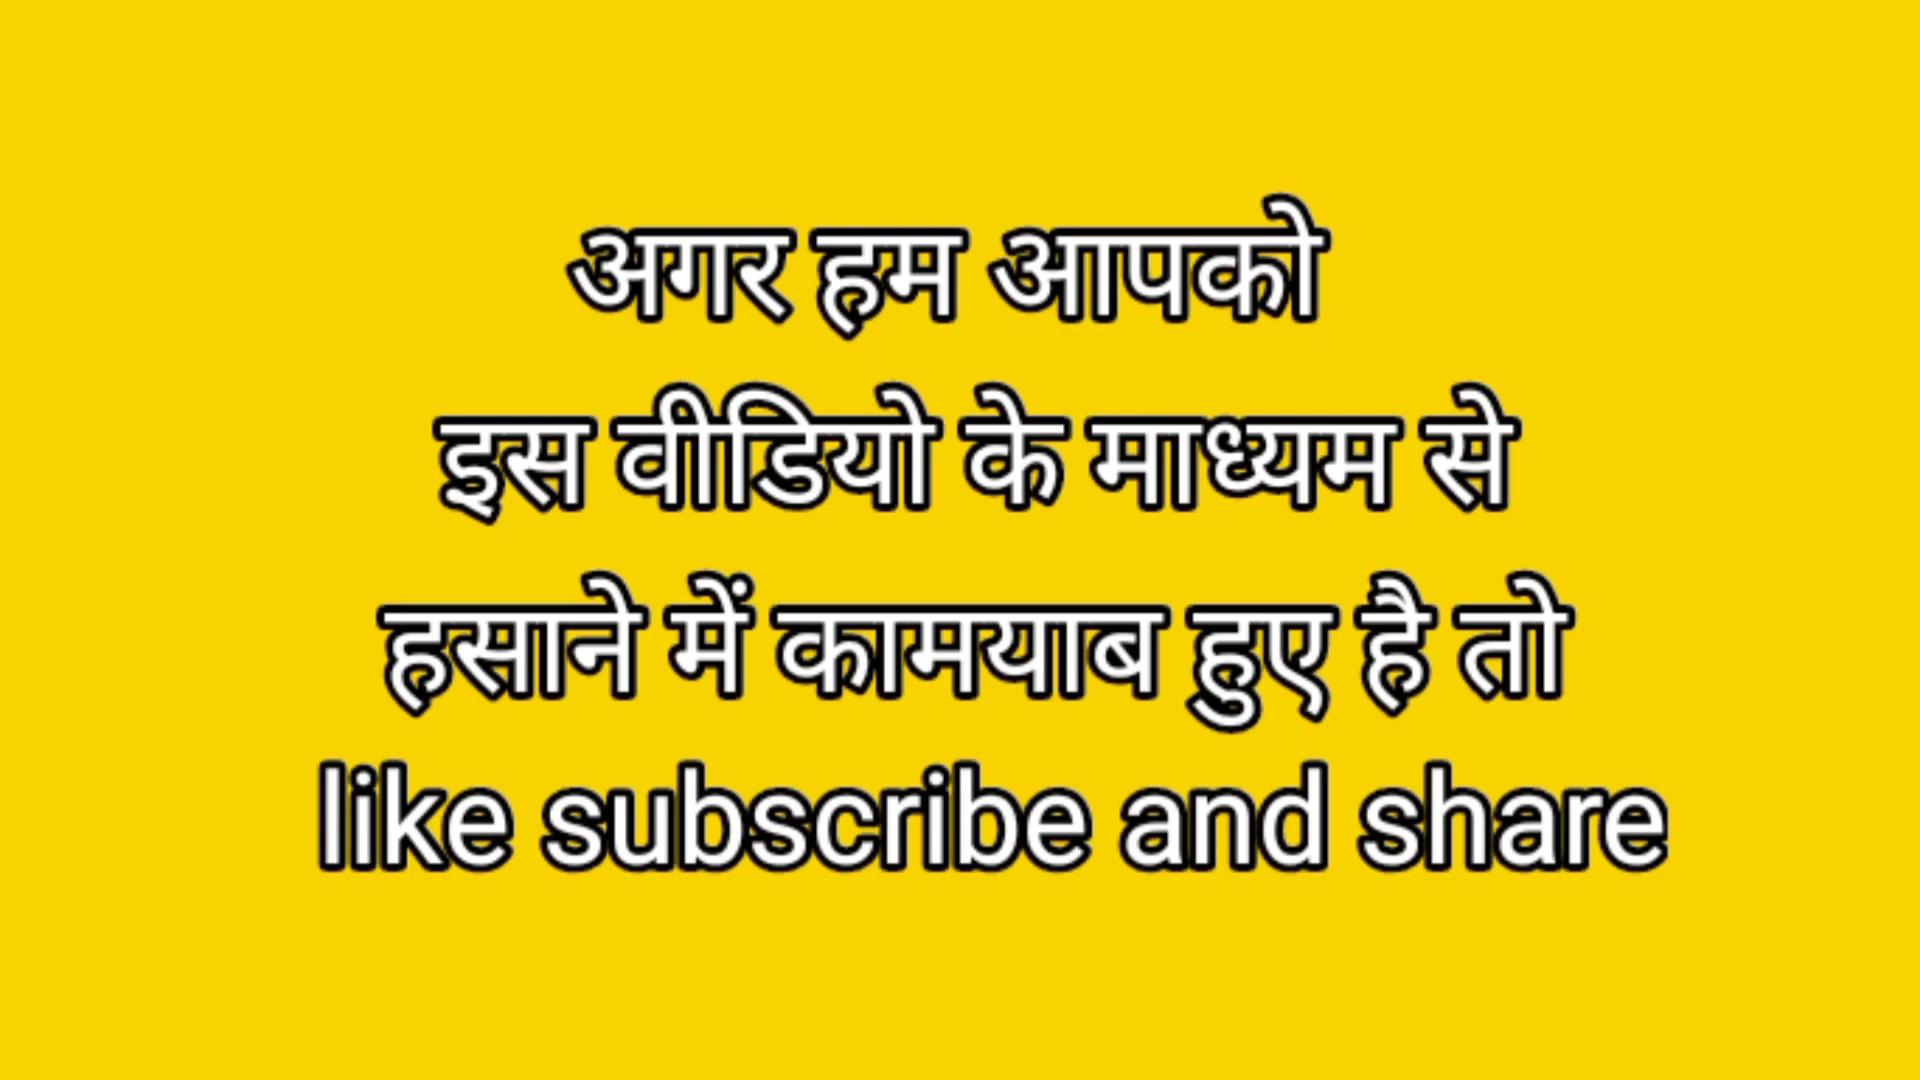 अगर हम आपको
इस वीडियो के माध्यम से
हसाने में कामयाब हुए है तो
like subscribe and share